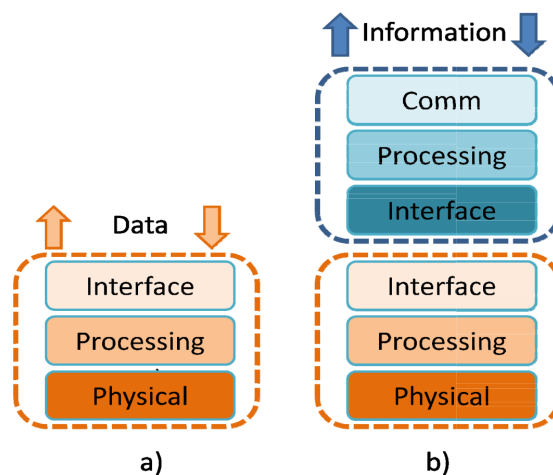 Information
Comm
Processing
Interface
Data
Interface
Processing
Physical
Interface
Processing
Physical
a)
b)